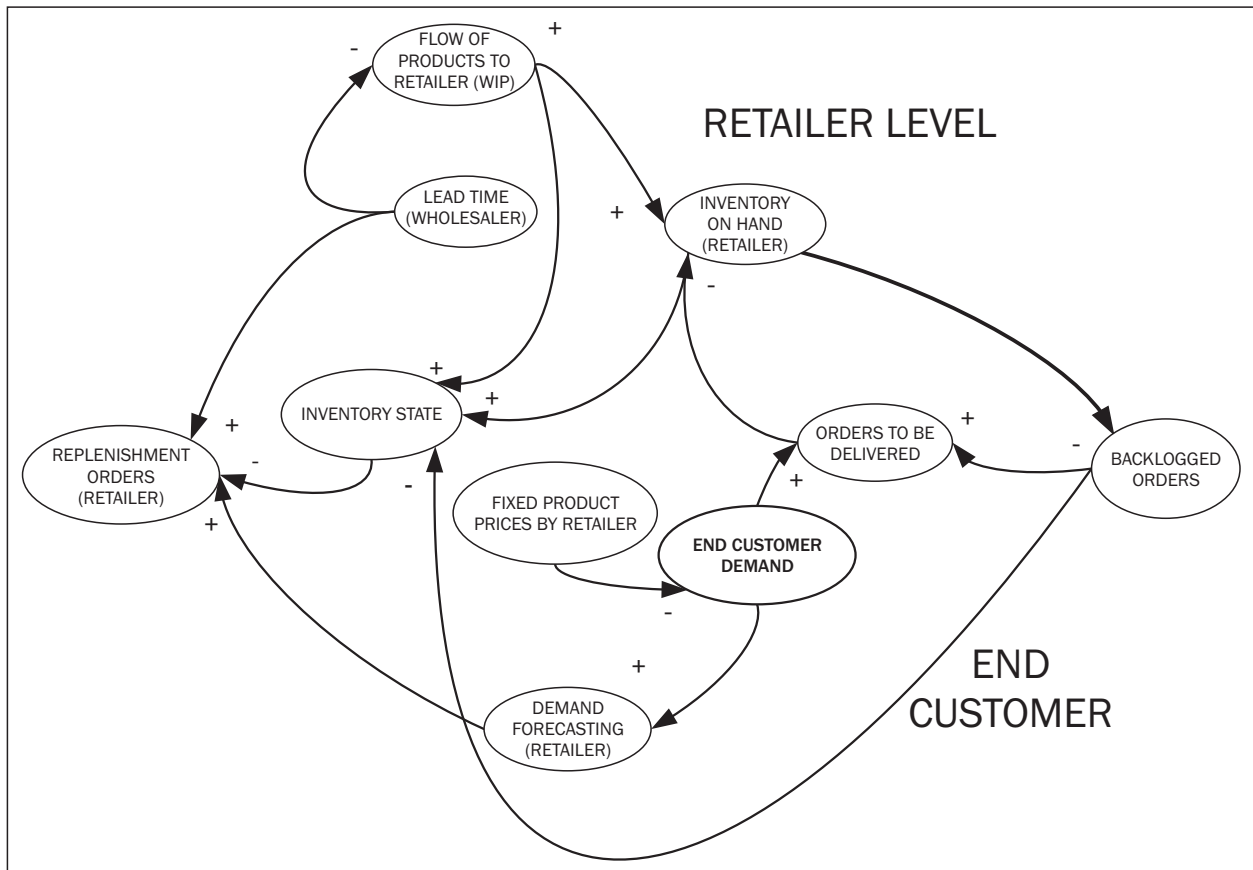 -
FLOW OF
PRODUCTS TO
RETAILER (WIP)
+
RETAILER LEVEL
LEAD TIME
(WHOLESALER)
+
INVENTORY
ON HAND
(RETAILER)
-
+
+
INVENTORY STATE
+
-
ORDERS TO BE
DELIVERED
+
-
BACKLOGGED
ORDERS
REPLENISHMENT
ORDERS
(RETAILER)
-
+
-
FIXED PRODUCT
PRICES BY RETAILER
+
END CUSTOMER
DEMAND
-
+
DEMAND
FORECASTING
(RETAILER)
END
CUSTOMER